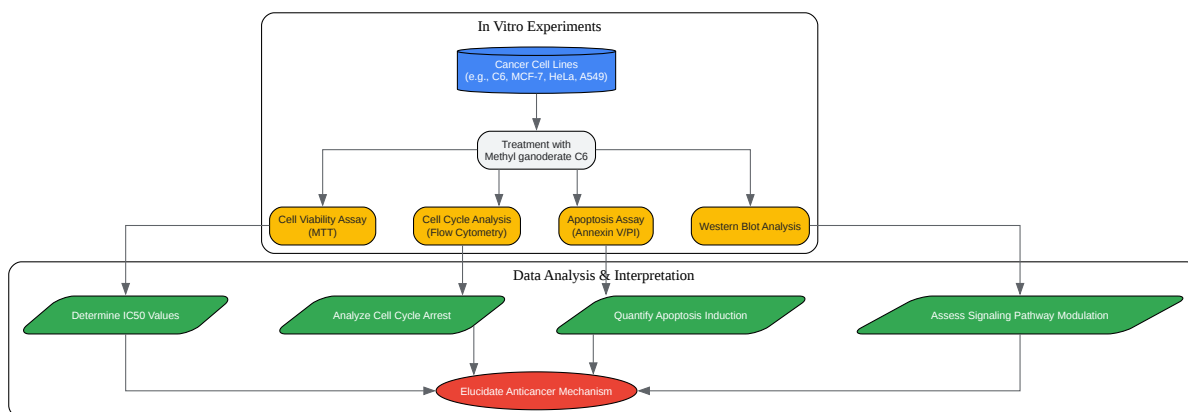 In Vitro Experiments
Cancer Cell Lines
(e.g., C6, MCF-7, HeLa, A549)
Treatment with
Methyl ganoderate C6
Cell Viability Assay
(MTT)
Cell Cycle Analysis
(Flow Cytometry)
Apoptosis Assay
(Annexin V/PI)
Western Blot Analysis
Data Analysis & Interpretation
Determine IC50 Values
Analyze Cell Cycle Arrest
Quantify Apoptosis Induction
Assess Signaling Pathway Modulation
Elucidate Anticancer Mechanism